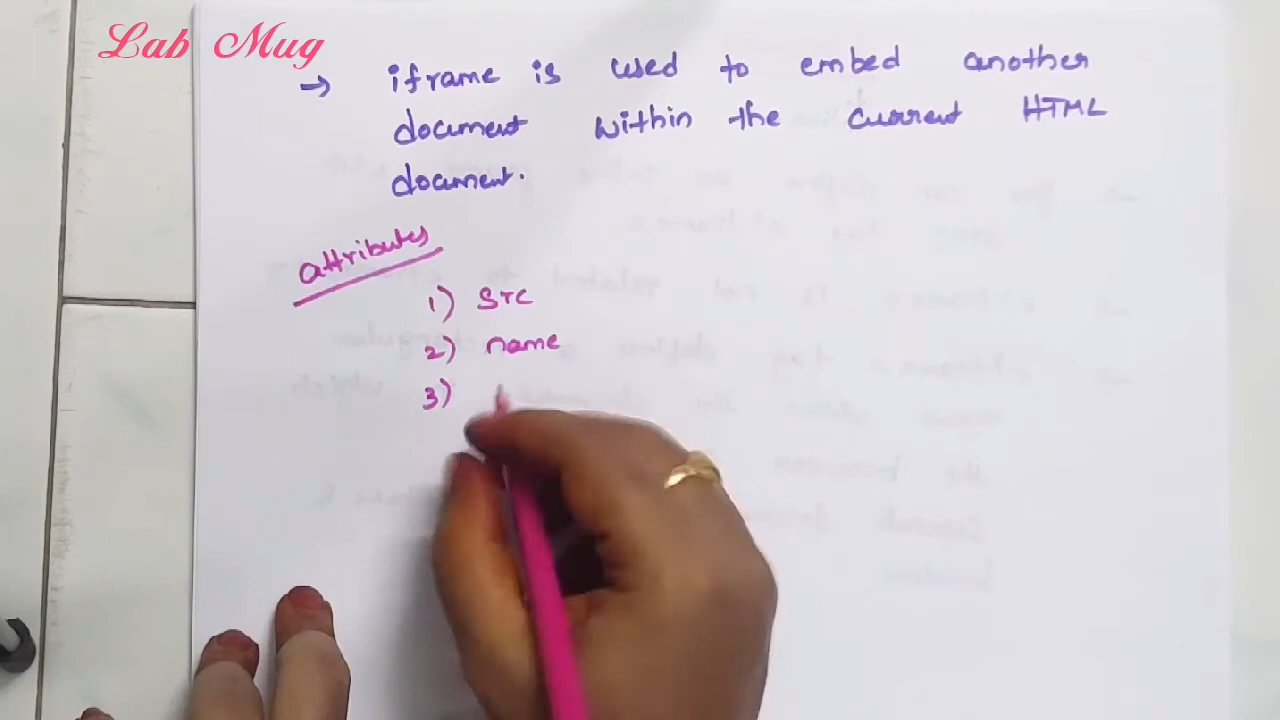 Lab Mug
→ iframe is used to embed another
document within the current HTML
document.
attributes
1) src
2) name
3)